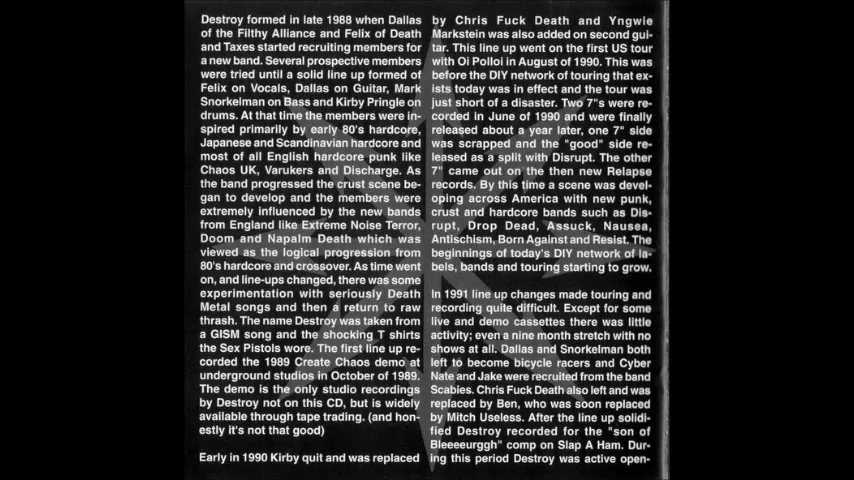 Destroy formed in late 1988 when Dallas
of the Filthy Alliance and Felix of Death
and Taxes started recruiting members for
a new band. Several prospective members
were tried until a solid line up formed of
Felix on Vocals, Dallas on Guitar, Mark
Snorkelman on Bass and Kirby Pringle on
drums. At that time the members were in-
spired primarily by early 80's hardcore,
Japanese and Scandinavian hardcore and
most of all English hardcore punk like
Chaos UK, Varukers and Discharge. As
the band progressed the crust scene be-
gan to develop and the members were
extremely influenced by the new bands
from England like Extreme Noise Terror,
Doom and Napalm Death which was
viewed as the logical progression from
80's hardcore and crossover. As time went
on, and line-ups changed, there was some
experimentation with seriously Death
Metal songs and then a return to raw
thrash. The name Destroy was taken from
a GISM song and the shocking T shirts
the Sex Pistols wore. The first line up re-
corded the 1989 Create Chaos demo at
underground studios in October of 1989.
The demo is the only studio recordings
by Destroy not on this CD, but is widely
available through tape trading. (and hon-
estly it's not that good)
Early in 1990 Kirby quit and was replaced
by Chris Fuck Death and Yngwie
Markstein was also added on second gui-
tar. This line up went on the first US tour
with Oi Polloi in August of 1990. This was
before the DIY network of touring that ex-
ists today was in effect and the tour was
just short of a disaster. Two 7"s were re-
corded in June of 1990 and were finally
released about a year later, one 7" side
was scrapped and the "good" side re-
leased as a split with Disrupt. The other
7" came out on the then new Relapse
records. By this time a scene was devel-
oping across America with new punk,
crust and hardcore bands such as Dis-
rupt, Drop Dead, Assuck, Nausea,
Antischism, Born Against and Resist. The
beginnings of today's DIY network of la-
bels, bands and touring starting to grow.
In 1991 line up changes made touring and
recording quite difficult. Except for some
live and demo cassettes there was little
activity; even a nine month stretch with no
shows at all. Dallas and Snorkelman both
left to become bicycle racers and Cyber
Nate and Jake were recruited from the band
Scabies. Chris Fuck Death also left and was
replaced by Ben, who was soon replaced
by Mitch Useless. After the line up solidi-
fied Destroy recorded for the "son of
Bleeeeurggh" comp on Slap A Ham. Dur-
ing this period Destroy was active open-